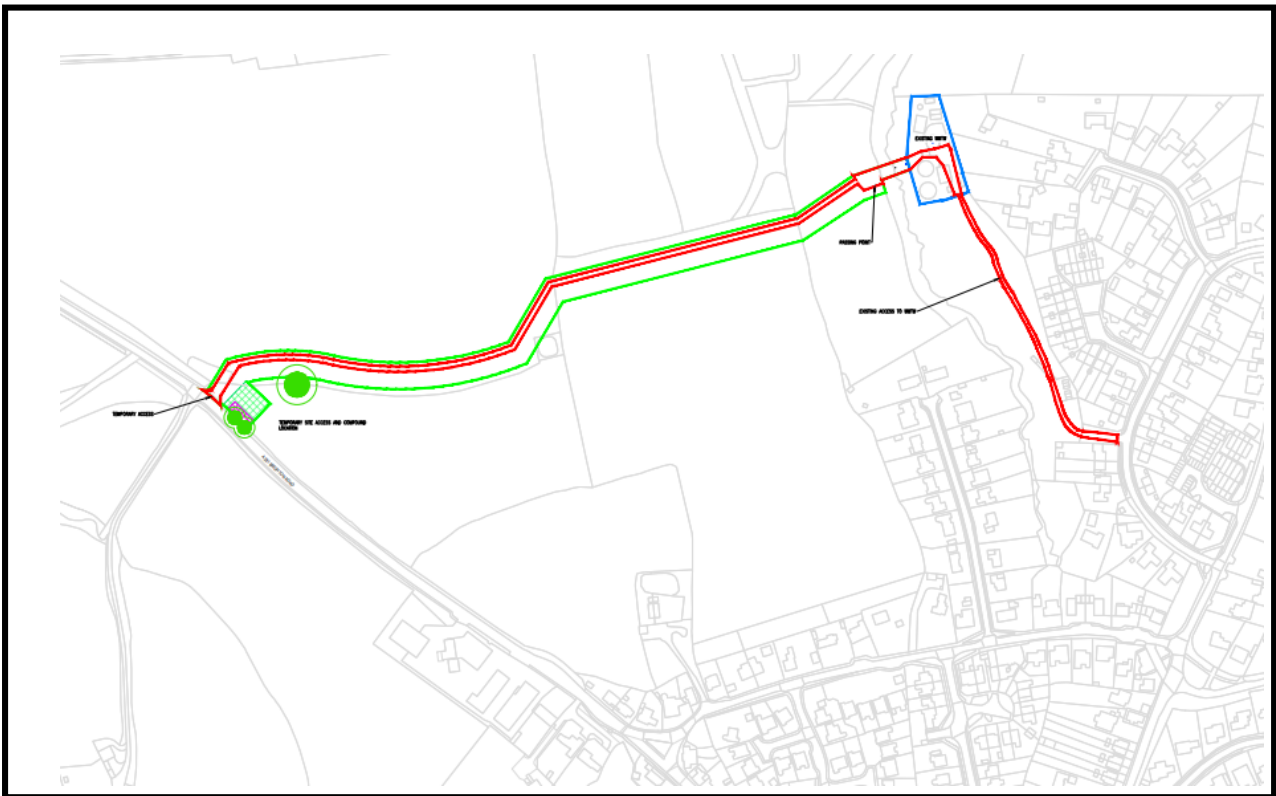 EXISTING WWTW
PASSING POINT
EXISTING ACCESS TO WWTW
TEMPORARY ACCESS
TEMPORARY SITE ACCESS AND COMPOUND
LOCATION